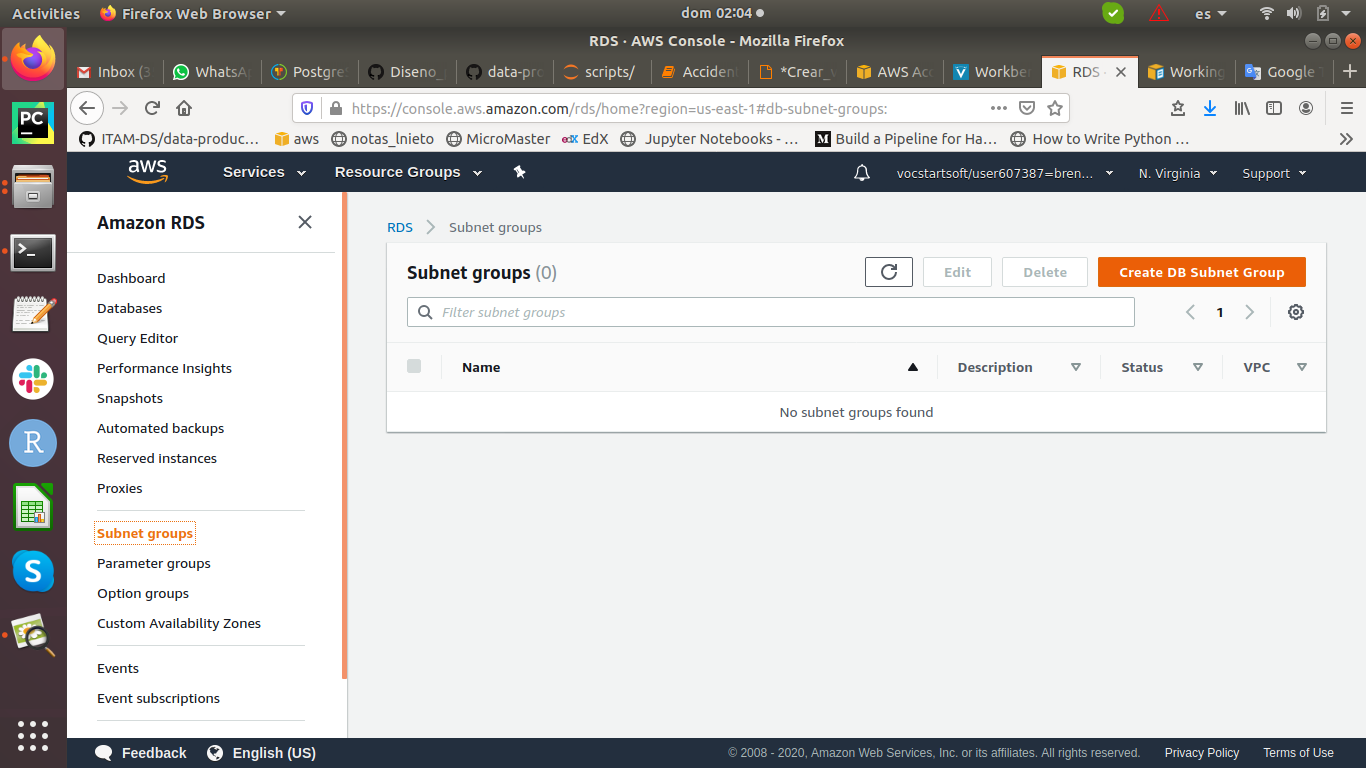 Activities Firefox Web Browser dom 02:04 es
RDS · AWS Console - Mozilla Firefox
Inbox (3 WhatsA Postgre Diseno_ data-pro scripts/ Acciden *Crear_v AWS Acc Workbe RDS · Working Google T
https://console.aws.amazon.com/rds/home?region=us-east-1#db-subnet-groups:
ITAM-DS/data-produc… aws notas_lnieto MicroMaster edX EdX Jupyter Notebooks - … M Build a Pipeline for Ha… How to Write Python …
aws Services Resource Groups vocstartsoft/user607387=bren... N. Virginia Support
Amazon RDS
Dashboard
Databases
Query Editor
Performance Insights
Snapshots
Automated backups
Reserved instances
Proxies
Subnet groups
Parameter groups
Option groups
Custom Availability Zones
Events
Event subscriptions
RDS Subnet groups
Subnet groups (0) Edit Delete Create DB Subnet Group
Filter subnet groups 1
Name Description Status VPC
No subnet groups found
PC
R
S
Feedback English (US) © 2008 - 2020, Amazon Web Services, Inc. or its affiliates. All rights reserved. Privacy Policy Terms of Use